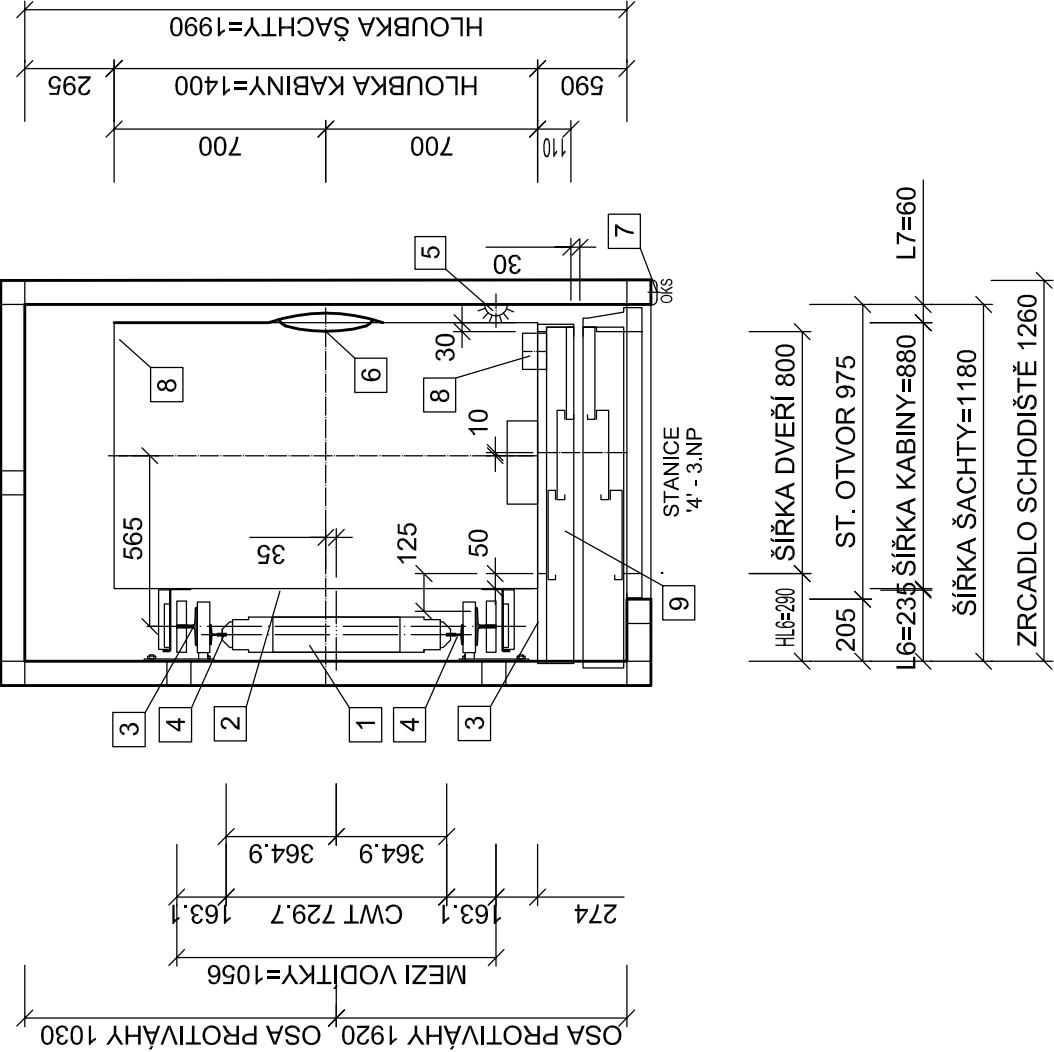 HLOUBKA ŠACHTY=1990
295
HLOUBKA KABINY=1400
590
700
700
110
L7=60
7
5
30
OKS
8
6
30
8
10
565
STANICE
'4' - 3.NP
35
125
50
9
ŠÍŘKA DVEŘÍ 800
HL6=290
ST. OTVOR 975
205
L6=235
ŠÍŘKA KABINY=880
ŠÍŘKA ŠACHTY=1180
ZRCADLO SCHODIŠTĚ 1260
3
4
2
1
4
3
364.9
364.9
163.1
CWT 729.7
163.1
274
MEZI VODÍTKY=1056
OSA PROTIVÁHY 1030
OSA PROTIVÁHY 1920